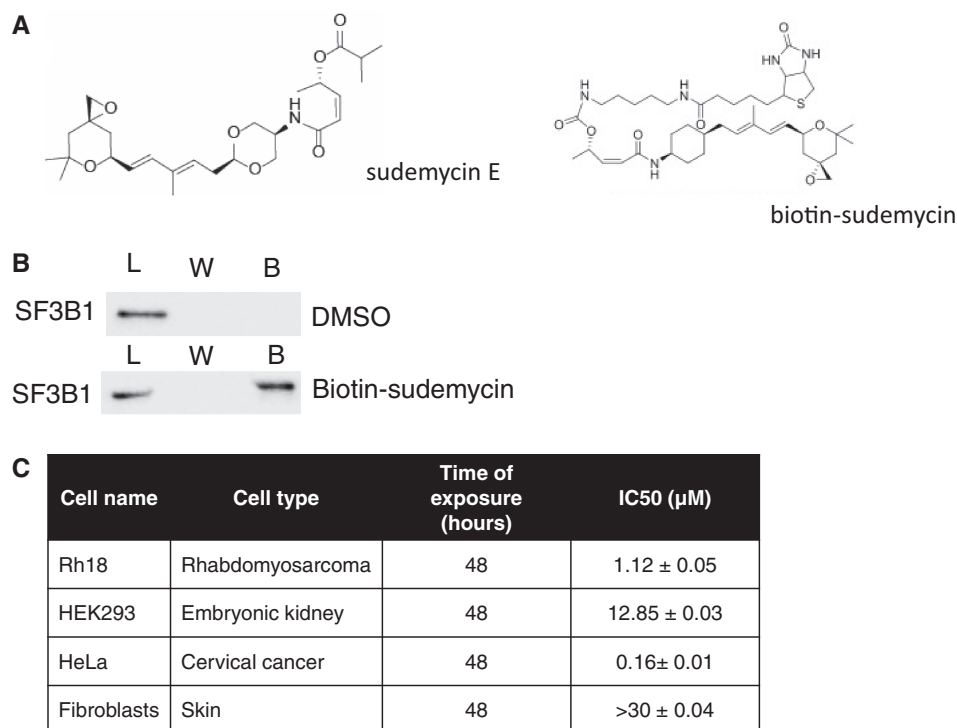 A
O
O
O
H
N
O
O
O
O
O
sudemycin E
O
HN
NH
S
H
N
H
N
O
O
O
O
N
H
O
O
biotin-sudemycin
B
L W B
SF3B1 DMSO
L W B
SF3B1 Biotin-sudemycin
C
Cell name Cell type Time of exposure (hours) IC50 (µM)
Rh18 Rhabdomyosarcoma 48 1.12 ± 0.05
HEK293 Embryonic kidney 48 12.85 ± 0.03
HeLa Cervical cancer 48 0.16± 0.01
Fibroblasts Skin 48 >30 ± 0.04